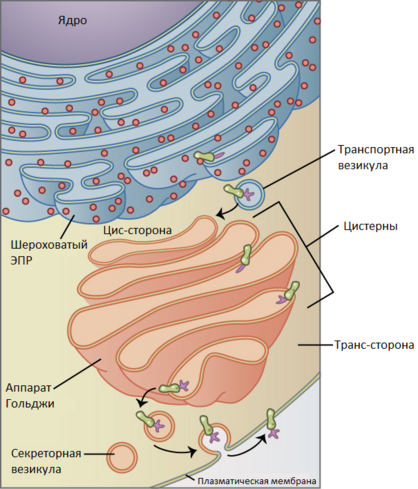 Ядро
Транспортная
везикула
Цис-сторона
Цистерны
Шероховатый
ЭПР
Транс-сторона
Аппарат
Гольджи
Секреторная
везикула
Плазматическая мембрана